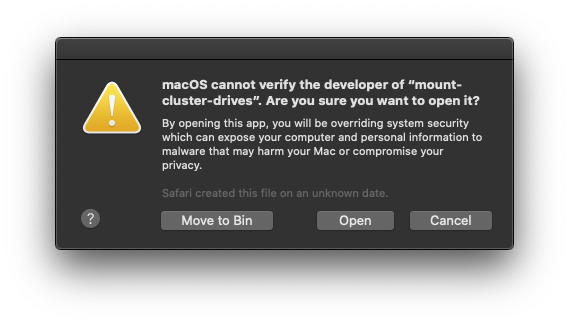 macOS cannot verify the developer of “mount-
cluster-drives”. Are you sure you want to open it?
By opening this app, you will be overriding system security
which can expose your computer and personal information to
malware that may harm your Mac or compromise your
privacy.
Safari created this file on an unknown date.
? Move to Bin Open Cancel